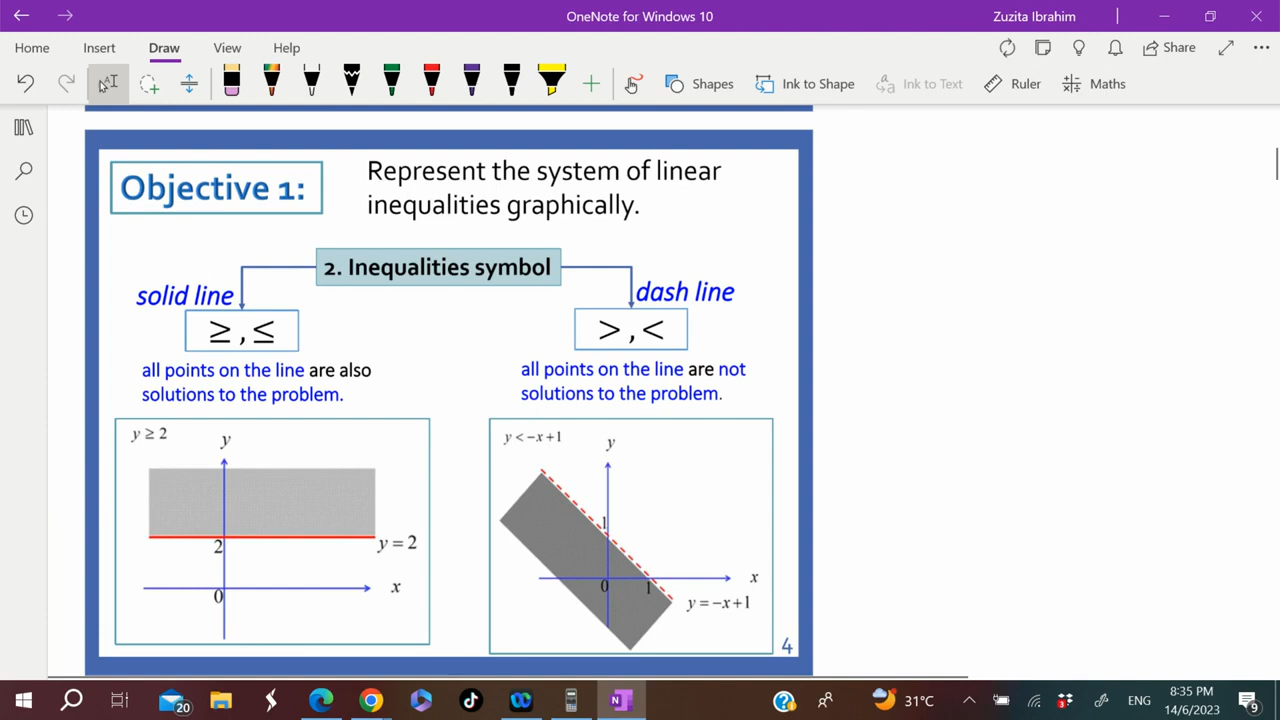 OneNote for Windows 10
Zuzita Ibrahim
Home Insert Draw View Help
Share
Shapes Ink to Shape Ink to Text Ruler Maths
Objective 1:
Represent the system of linear
inequalities graphically.
2. Inequalities symbol
solid line
dash line
≥ , ≤
> , <
all points on the line are also
solutions to the problem.
all points on the line are not
solutions to the problem.
y ≥ 2
y
2
y = 2
x
0
y < −x+1
y
1
0
1
x
y = −x+1
4
20
31°C
3
ENG
8:35 PM
14/6/2023
9